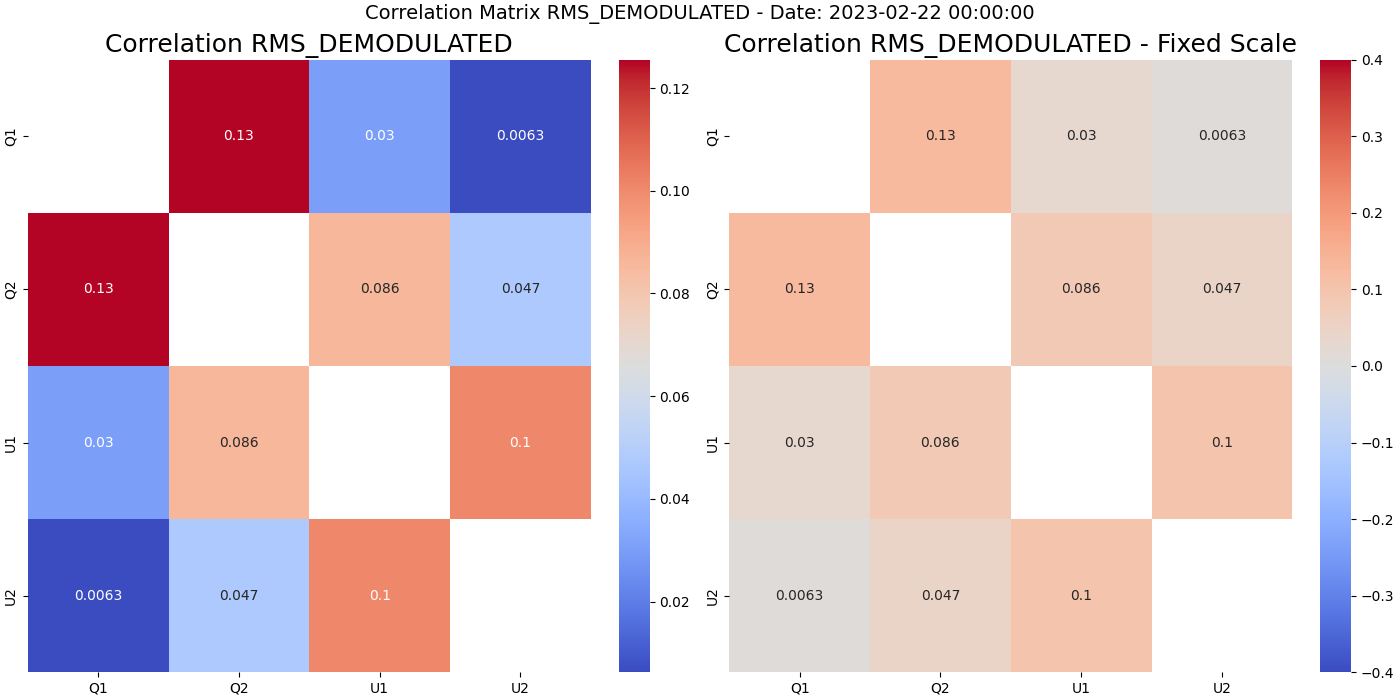 Correlation Matrix RMS_DEMODULATED - Date: 2023-02-22 00:00:00
Correlation RMS_DEMODULATED
Q1
0.13
0.03
0.0063
Q2
0.13
0.086
0.047
U1
0.03
0.086
0.1
U2
0.0063
0.047
0.1
Q1
Q2
U1
U2
0.12
0.10
0.08
0.06
0.04
0.02
Correlation RMS_DEMODULATED - Fixed Scale
Q1
0.13
0.03
0.0063
Q2
0.13
0.086
0.047
U1
0.03
0.086
0.1
U2
0.0063
0.047
0.1
Q1
Q2
U1
U2
0.4
0.3
0.2
0.1
0.0
−0.1
−0.2
−0.3
−0.4